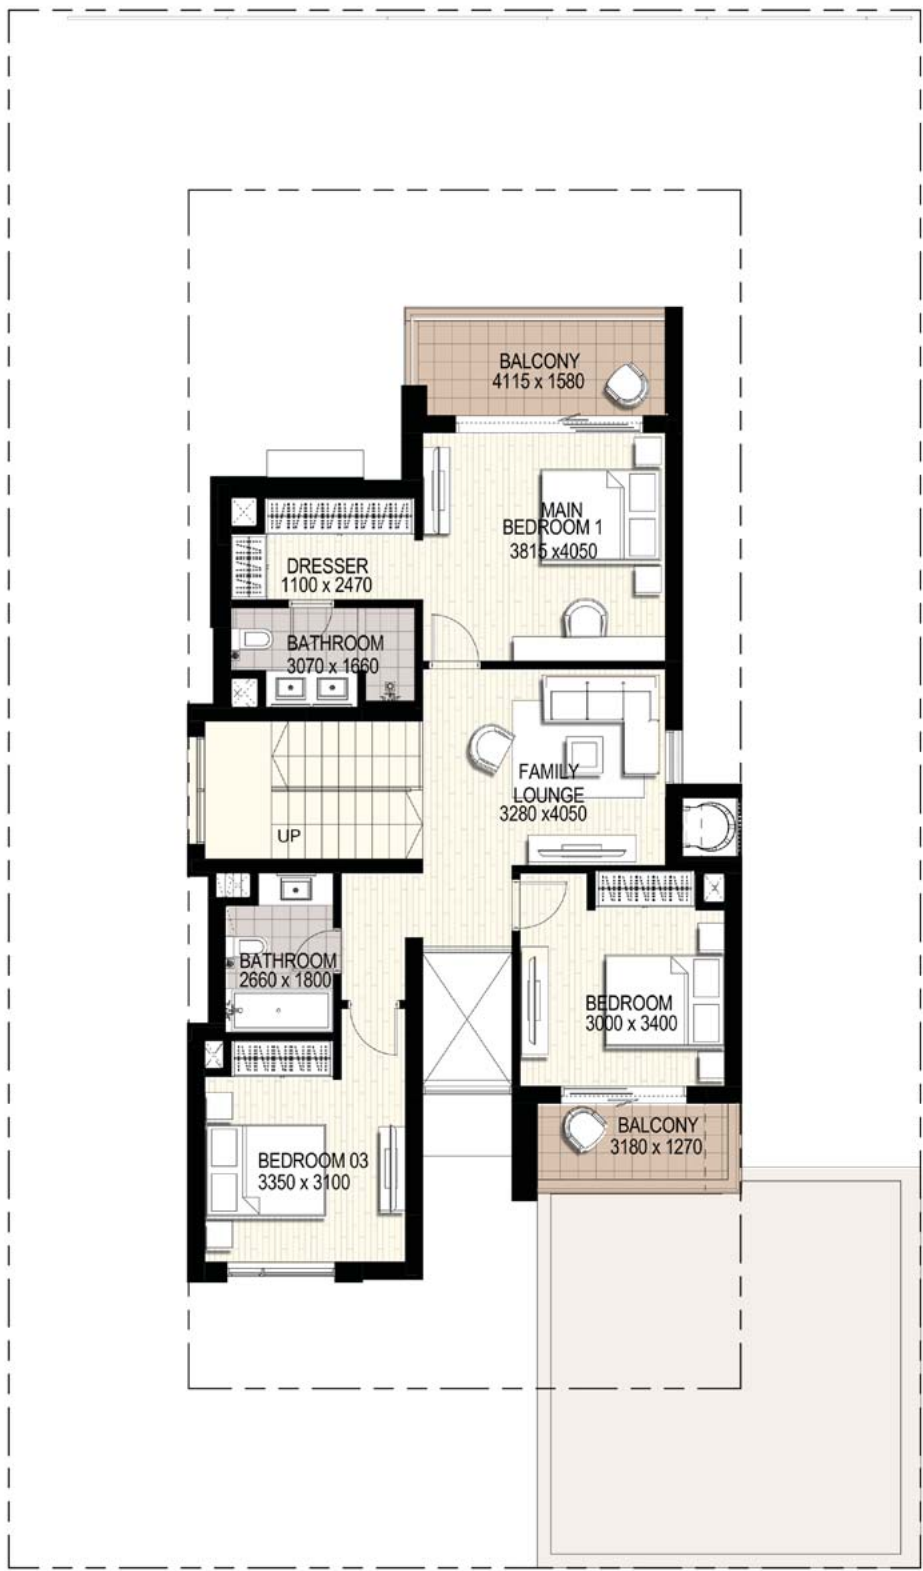 BALCONY
4115 x 1580
MAIN
BEDROOM 1
3815 x4050
DRESSER
1100 x 2470
BATHROOM
3070 x 1660
FAMILY
LOUNGE
3280 x4050
UP
BATHROOM
2660 x 1800
BEDROOM
3000 x 3400
BALCONY
3180 x 1270
BEDROOM 03
3350 x 3100